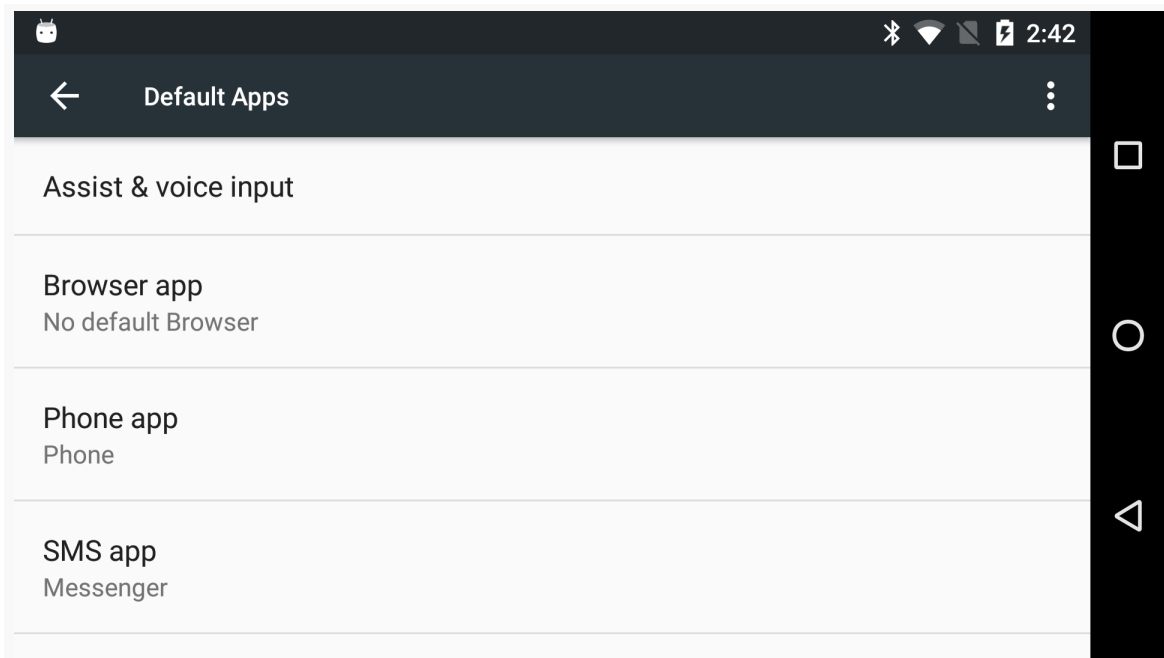 2:42
Default Apps
Assist & voice input
Browser app
No default Browser
Phone app
Phone
SMS app
Messenger